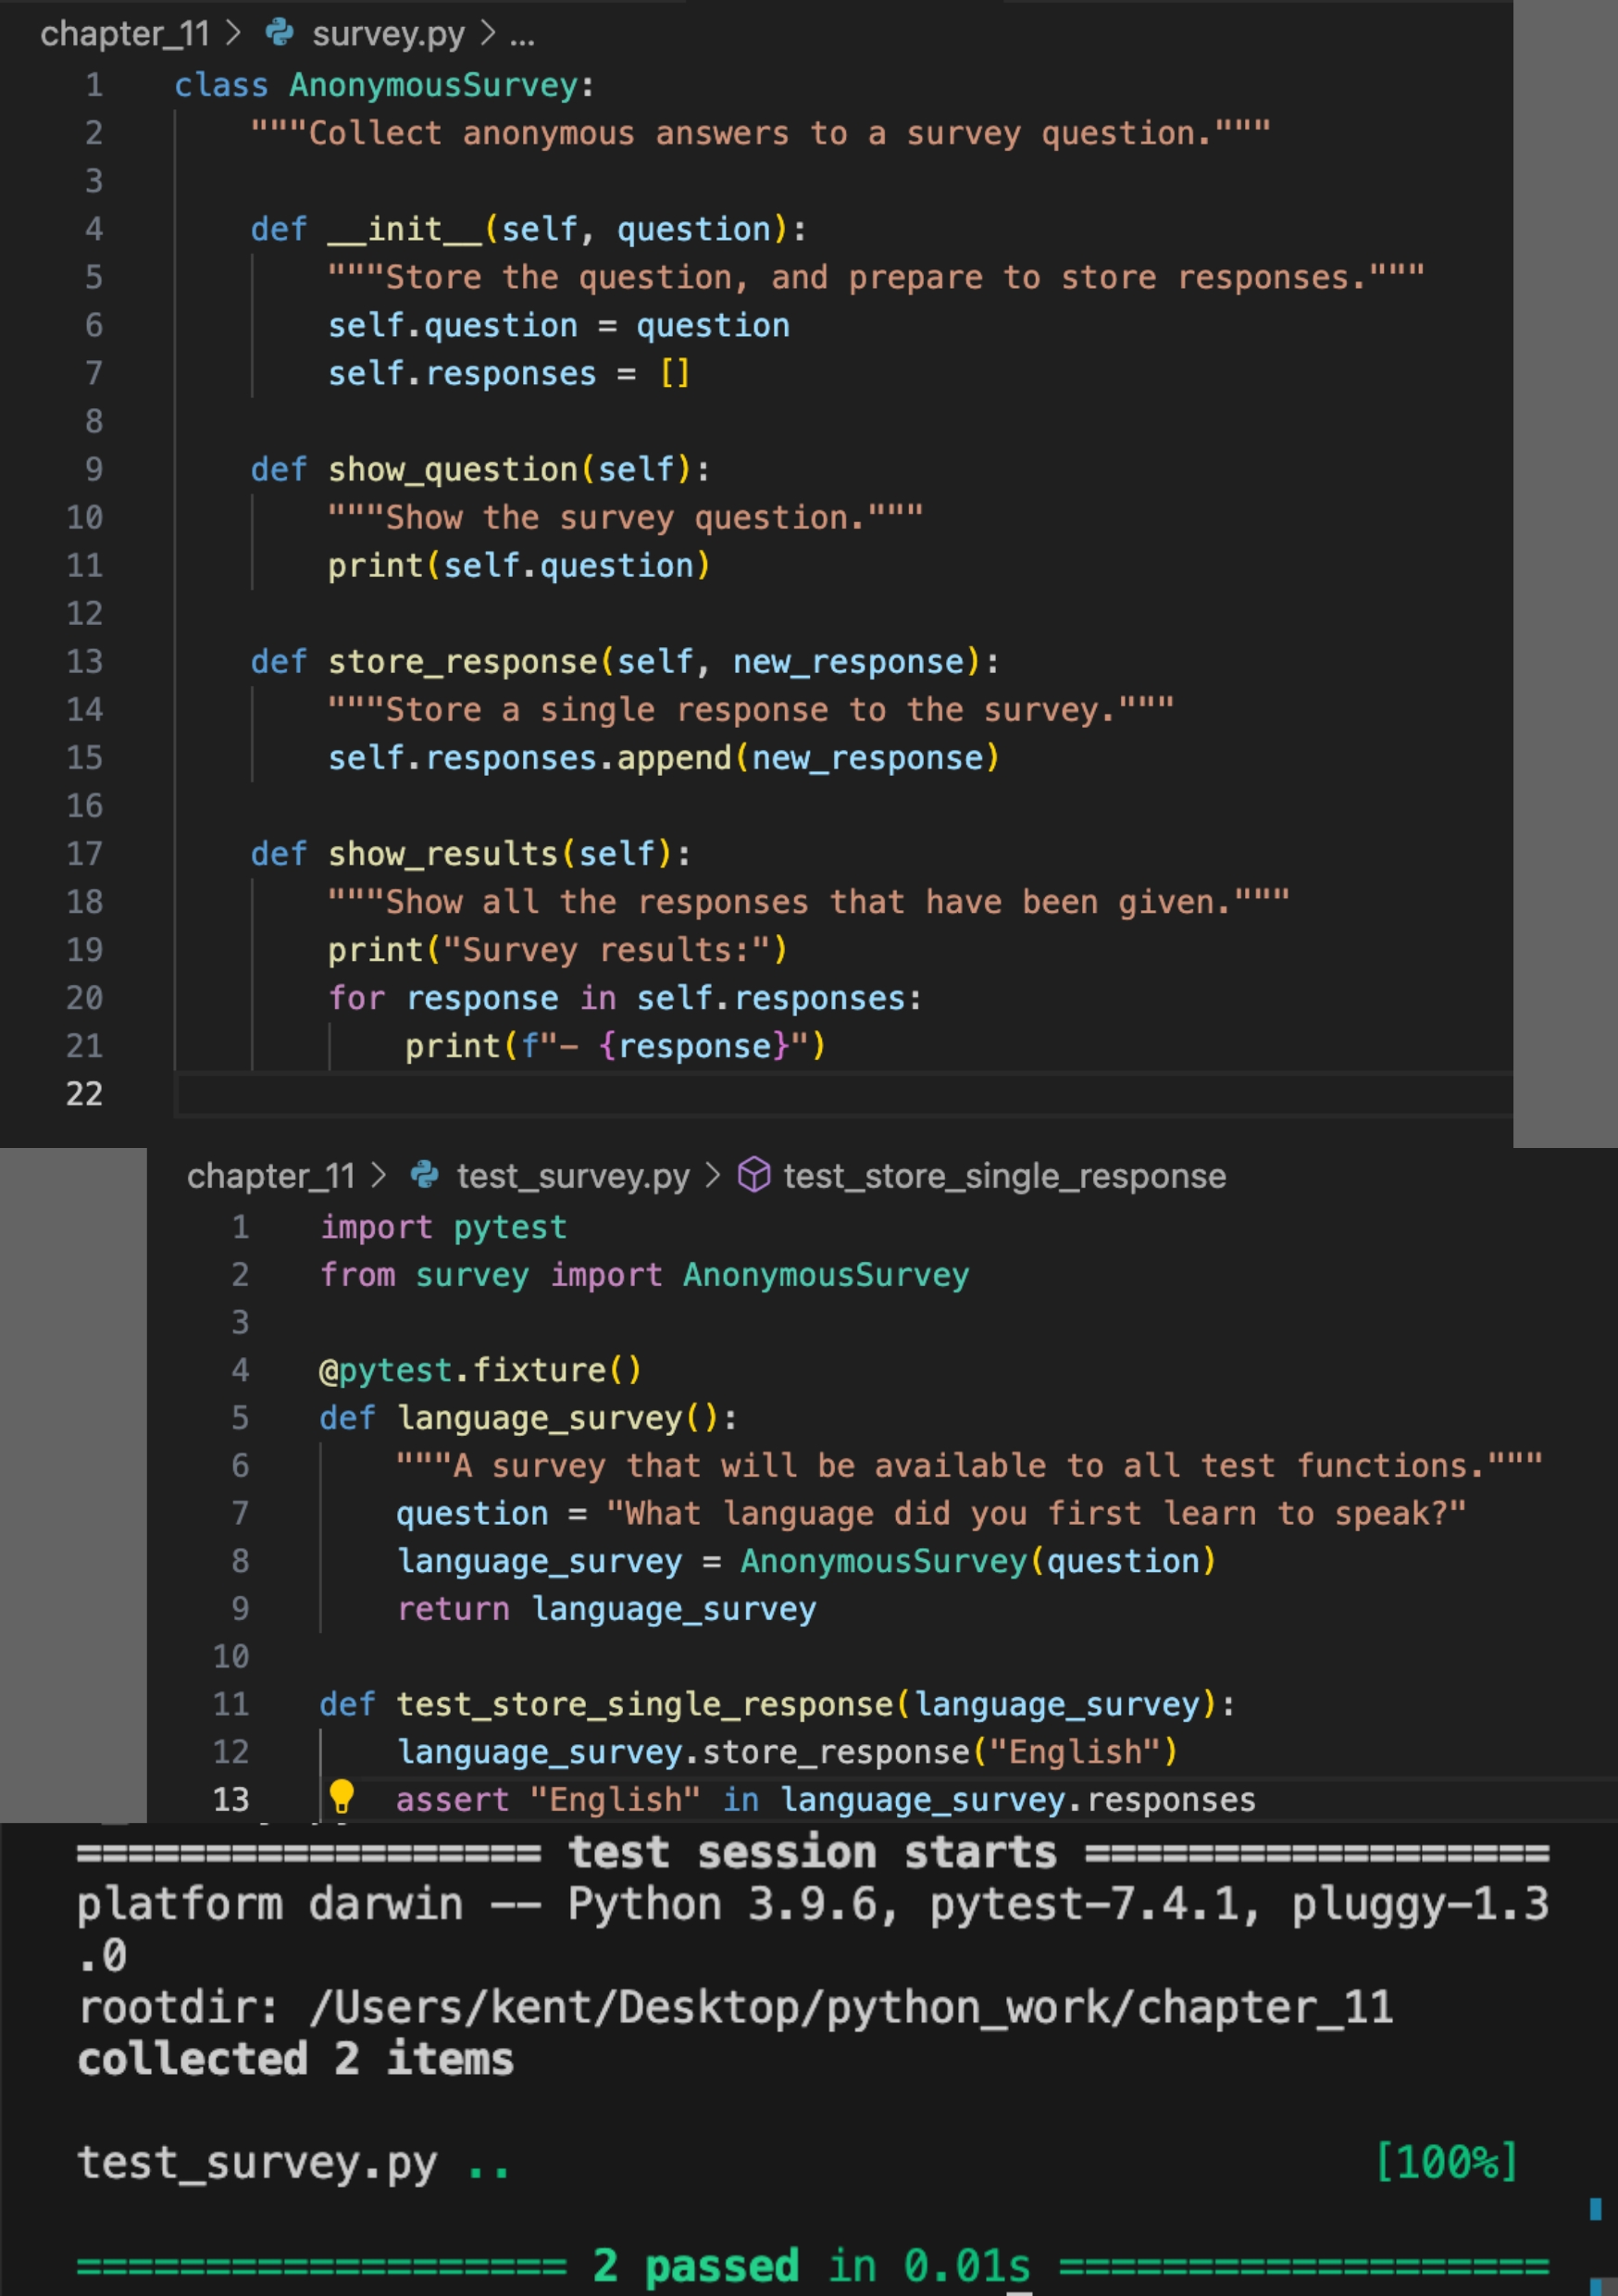 chapter_11 > survey.py > ...
1 class AnonymousSurvey:
2     """Collect anonymous answers to a survey question."""
3
4     def __init__(self, question):
5         """Store the question, and prepare to store responses."""
6         self.question = question
7         self.responses = []
8
9     def show_question(self):
10         """Show the survey question."""
11         print(self.question)
12
13     def store_response(self, new_response):
14         """Store a single response to the survey."""
15         self.responses.append(new_response)
16
17     def show_results(self):
18         """Show all the responses that have been given."""
19         print("Survey results:")
20         for response in self.responses:
21             print(f"- {response}")
22
chapter_11 > test_survey.py > test_store_single_response
1 import pytest
2 from survey import AnonymousSurvey
3
4 @pytest.fixture()
5 def language_survey():
6     """A survey that will be available to all test functions."""
7     question = "What language did you first learn to speak?"
8     language_survey = AnonymousSurvey(question)
9     return language_survey
10
11 def test_store_single_response(language_survey):
12     language_survey.store_response("English")
13     assert "English" in language_survey.responses
================== test session starts ==================
platform darwin -- Python 3.9.6, pytest-7.4.1, pluggy-1.3
.0
rootdir: /Users/kent/Desktop/python_work/chapter_11
collected 2 items

test_survey.py .. [100%]

=================== 2 passed in 0.01s ===================